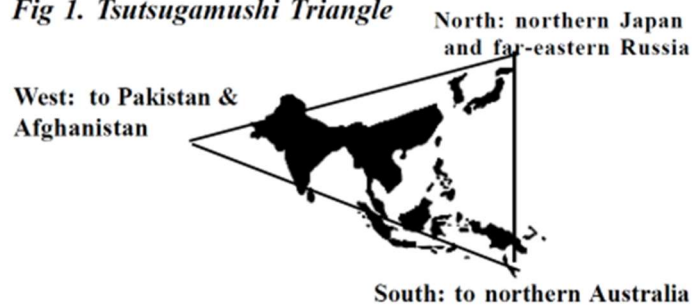 Fig 1. Tsutsugamushi Triangle
North: northern Japan
and far-eastern Russia
West: to Pakistan &
Afghanistan
South: to northern Australia